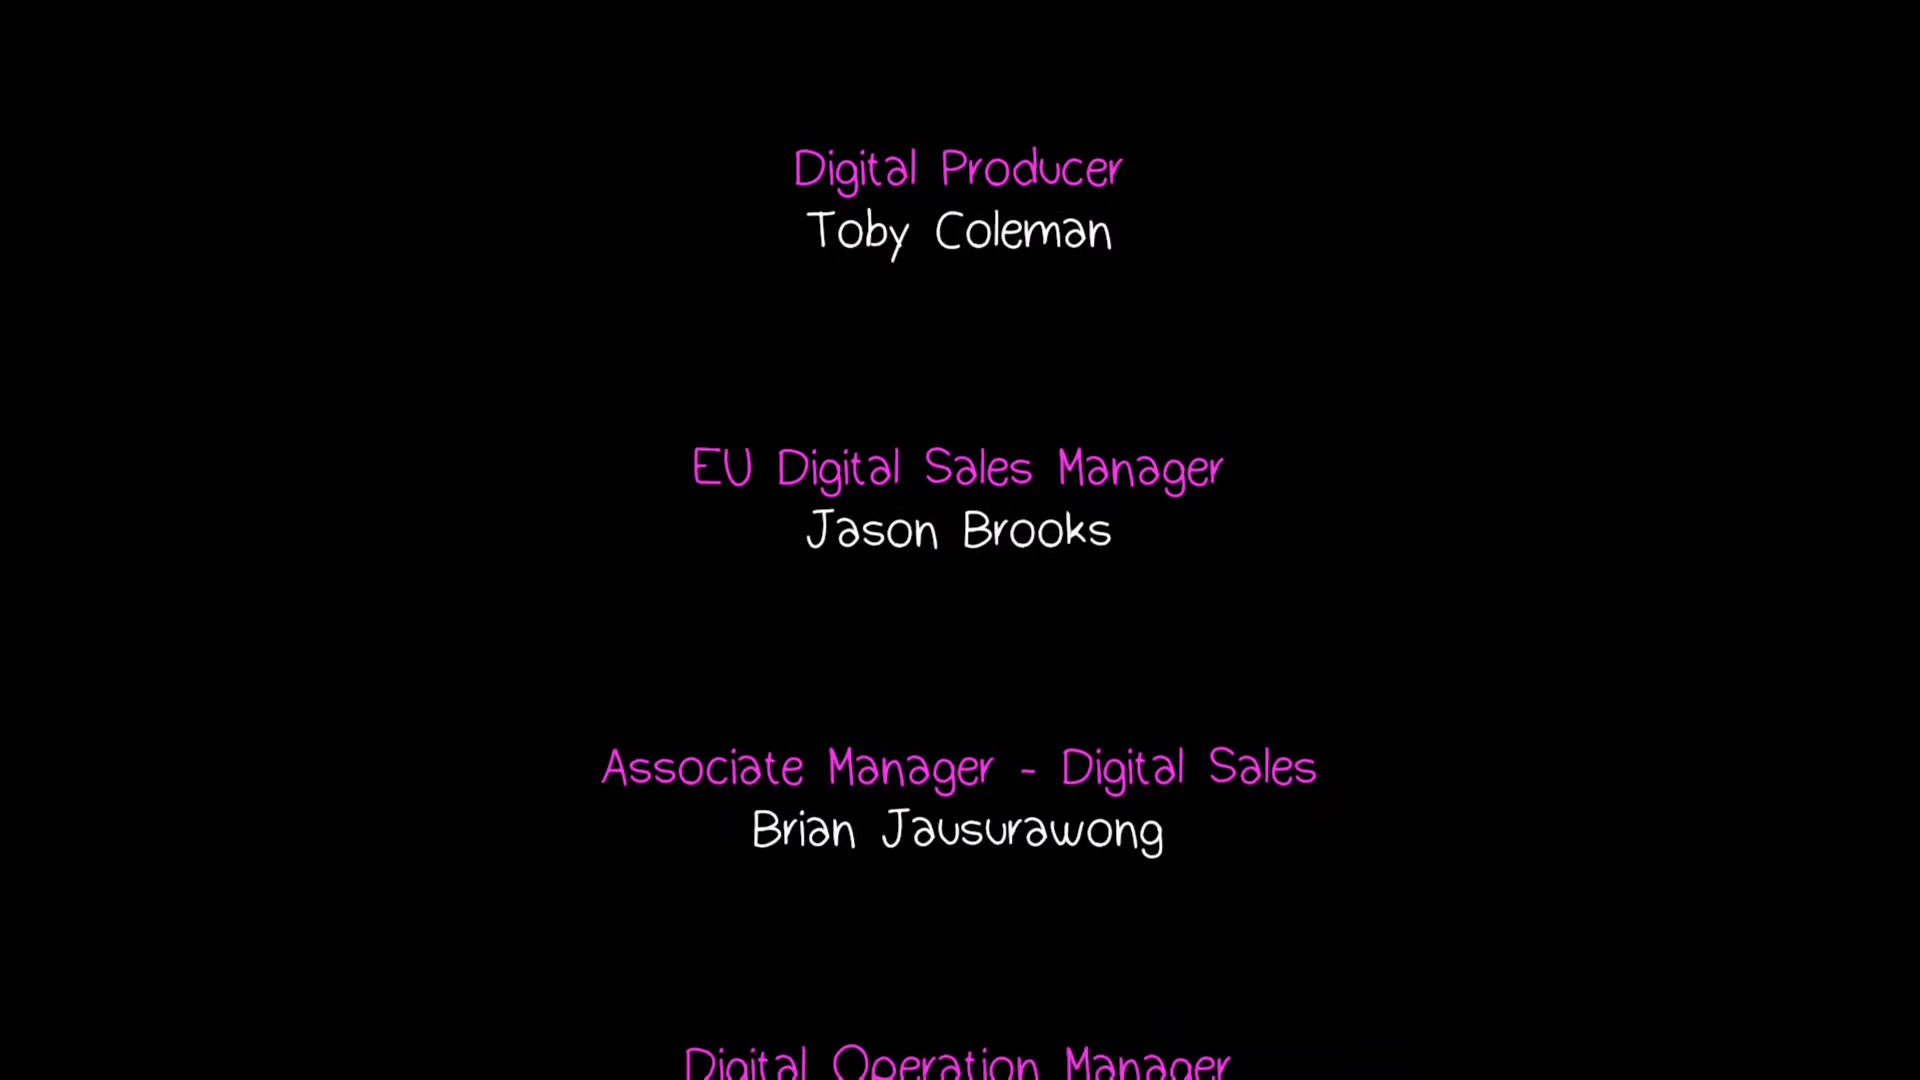 Digital Producer
Toby Coleman
EU Digital Sales Manager
Jason Brooks
Associate Manager - Digital Sales
Brian Jausurawong
Digital Operation Manager